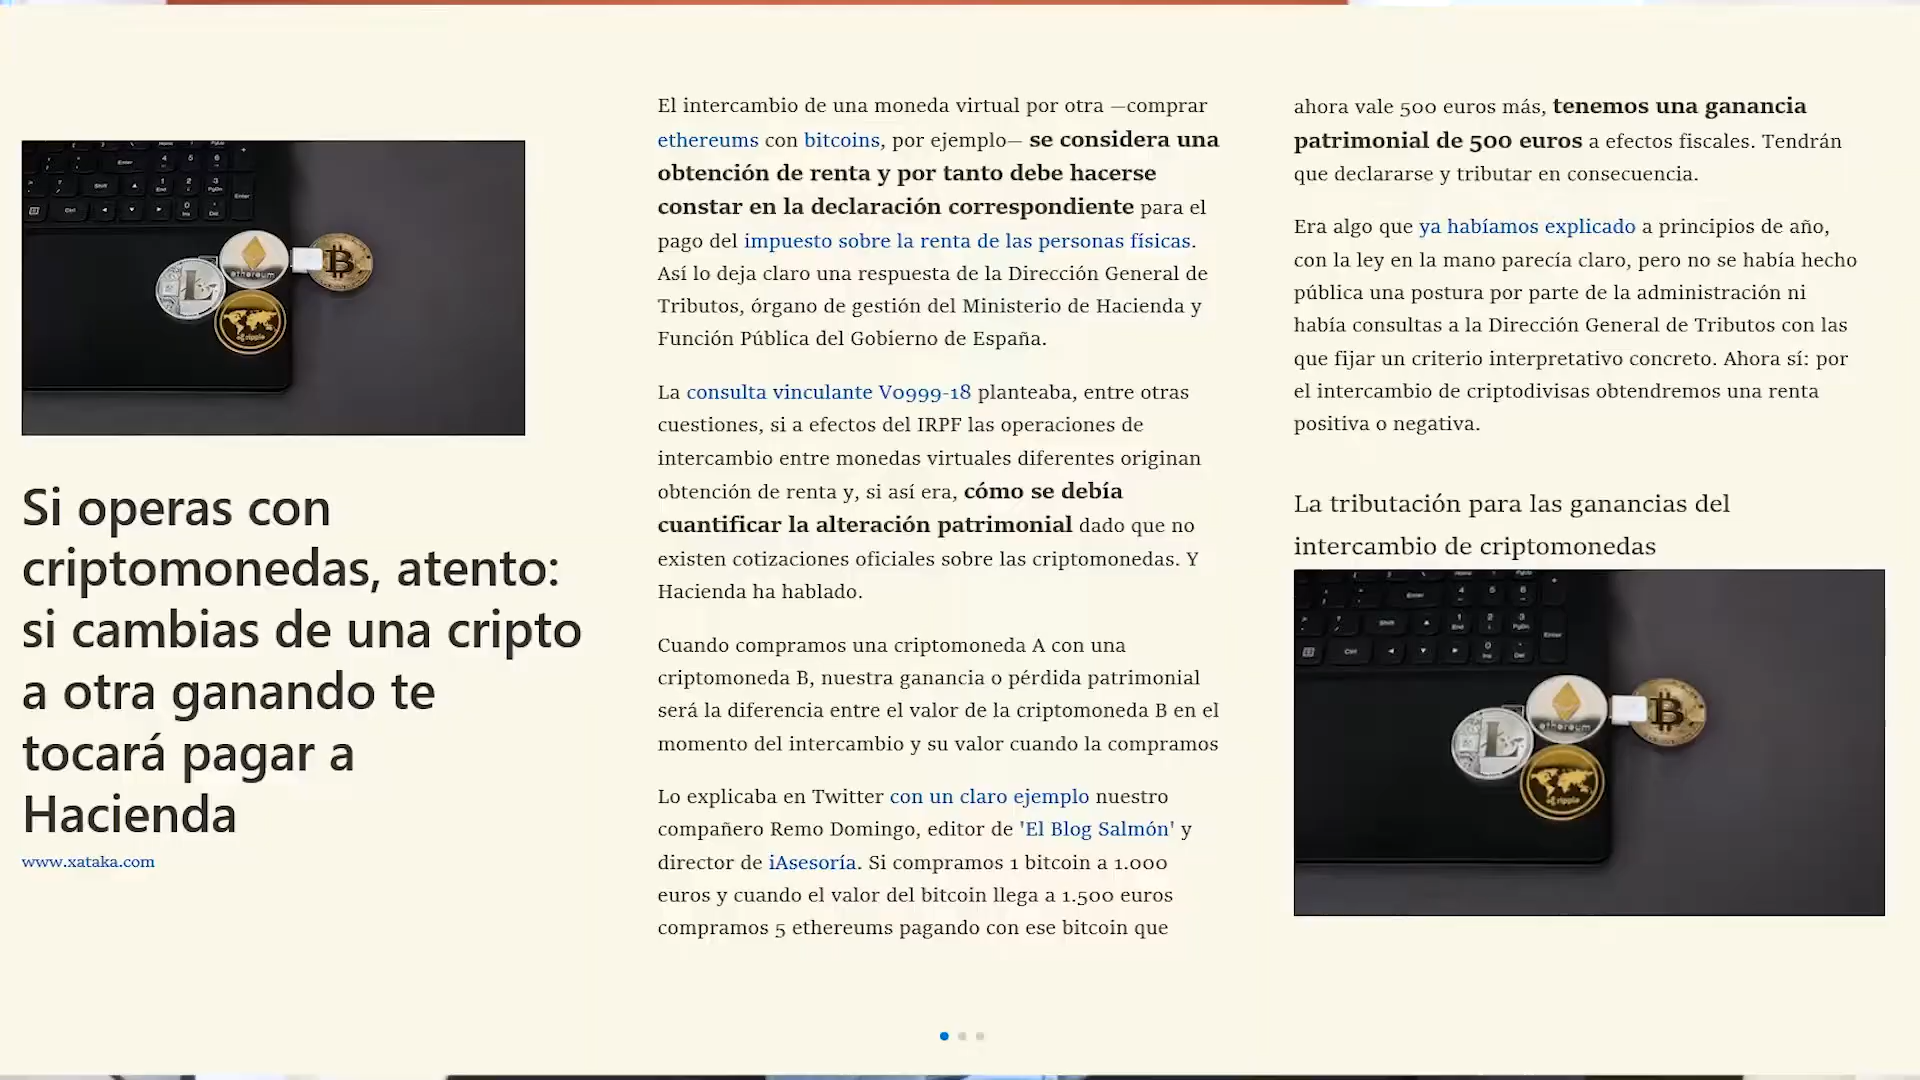 Si operas con
criptomonedas, atento:
si cambias de una cripto
a otra ganando te
tocará pagar a
Hacienda
www.xataka.com
El intercambio de una moneda virtual por otra —comprar
ethereums con bitcoins, por ejemplo— se considera una
obtención de renta y por tanto debe hacerse
constar en la declaración correspondiente para el
pago del impuesto sobre la renta de las personas físicas.
Así lo deja claro una respuesta de la Dirección General de
Tributos, órgano de gestión del Ministerio de Hacienda y
Función Pública del Gobierno de España.
La consulta vinculante V0999-18 planteaba, entre otras
cuestiones, si a efectos del IRPF las operaciones de
intercambio entre monedas virtuales diferentes originan
obtención de renta y, si así era, cómo se debía
cuantificar la alteración patrimonial dado que no
existen cotizaciones oficiales sobre las criptomonedas. Y
Hacienda ha hablado.
Cuando compramos una criptomoneda A con una
criptomoneda B, nuestra ganancia o pérdida patrimonial
será la diferencia entre el valor de la criptomoneda B en el
momento del intercambio y su valor cuando la compramos
Lo explicaba en Twitter con un claro ejemplo nuestro
compañero Remo Domingo, editor de 'El Blog Salmón' y
director de iAsesoría. Si compramos 1 bitcoin a 1.000
euros y cuando el valor del bitcoin llega a 1.500 euros
compramos 5 ethereums pagando con ese bitcoin que
ahora vale 500 euros más, tenemos una ganancia
patrimonial de 500 euros a efectos fiscales. Tendrán
que declararse y tributar en consecuencia.
Era algo que ya habíamos explicado a principios de año,
con la ley en la mano parecía claro, pero no se había hecho
pública una postura por parte de la administración ni
había consultas a la Dirección General de Tributos con las
que fijar un criterio interpretativo concreto. Ahora sí: por
el intercambio de criptodivisas obtendremos una renta
positiva o negativa.
La tributación para las ganancias del
intercambio de criptomonedas